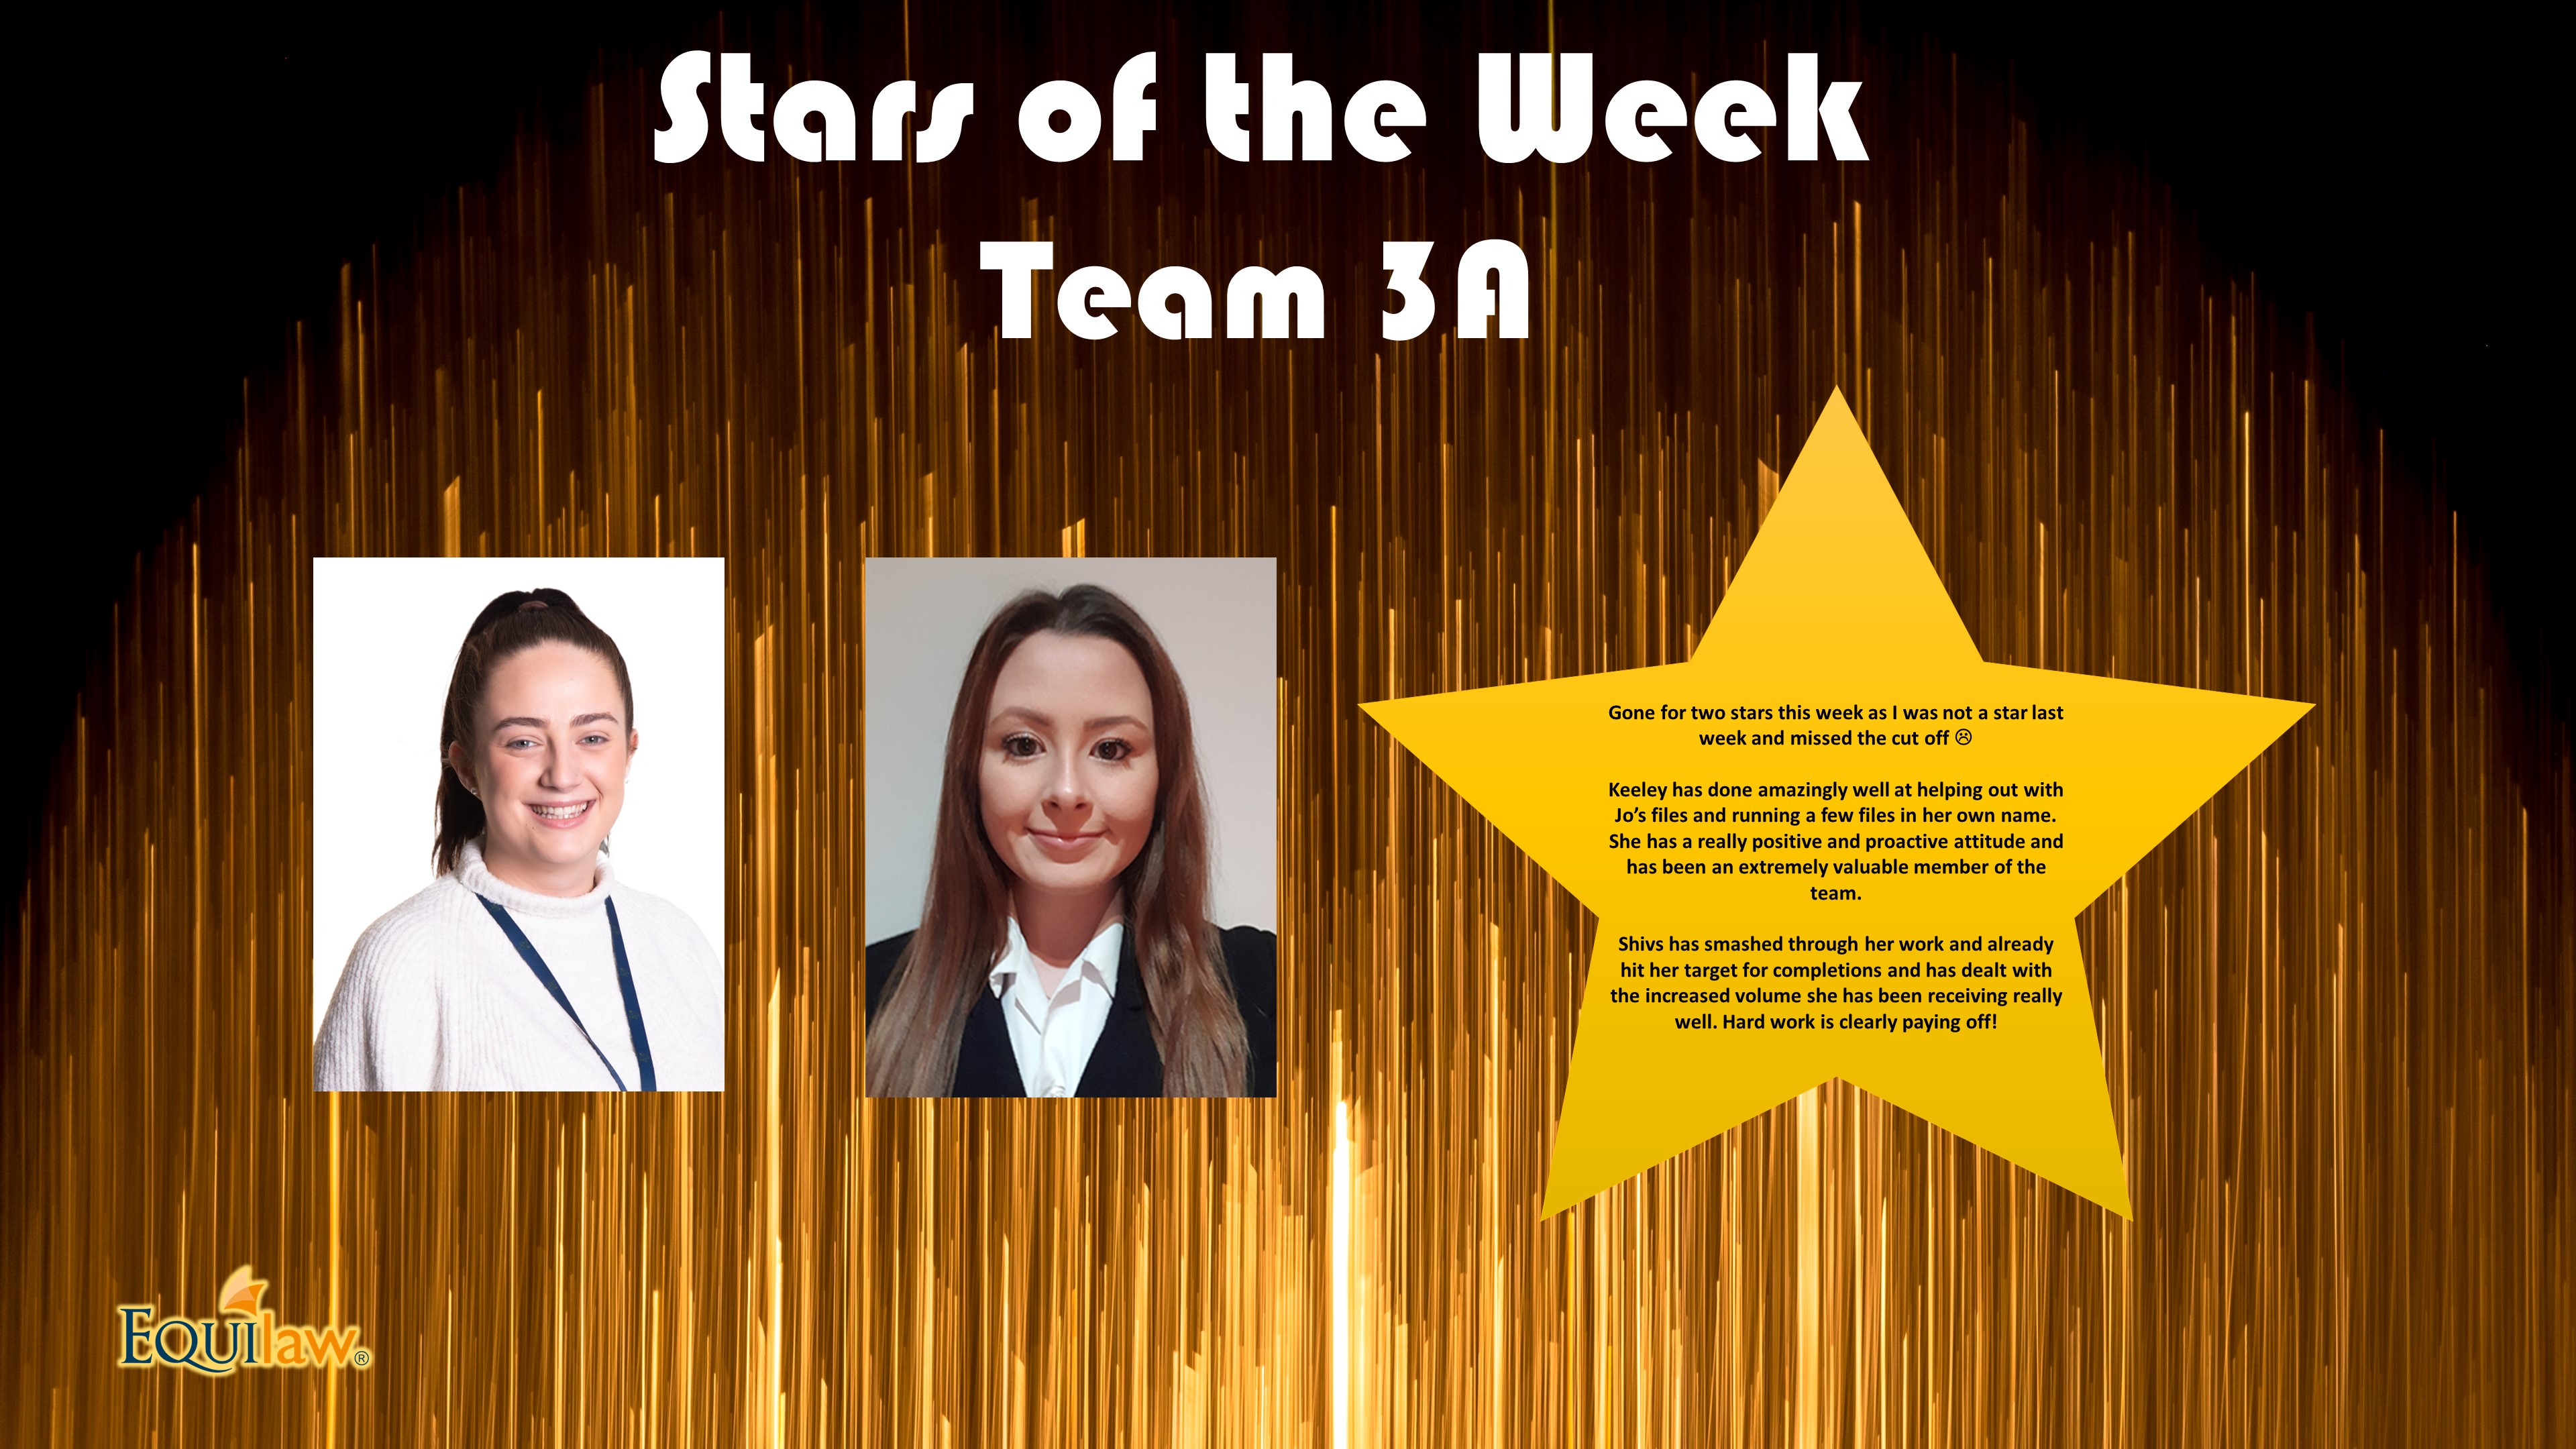 Stars of the Week
Team 3A
Gone for two stars this week as I was not a star last
week and missed the cut off ☹
Keeley has done amazingly well at helping out with
Jo’s files and running a few files in her own name.
She has a really positive and proactive attitude and
has been an extremely valuable member of the
team.
Shivs has smashed through her work and already
hit her target for completions and has dealt with
the increased volume she has been receiving really
well. Hard work is clearly paying off!
EQUIlaw®